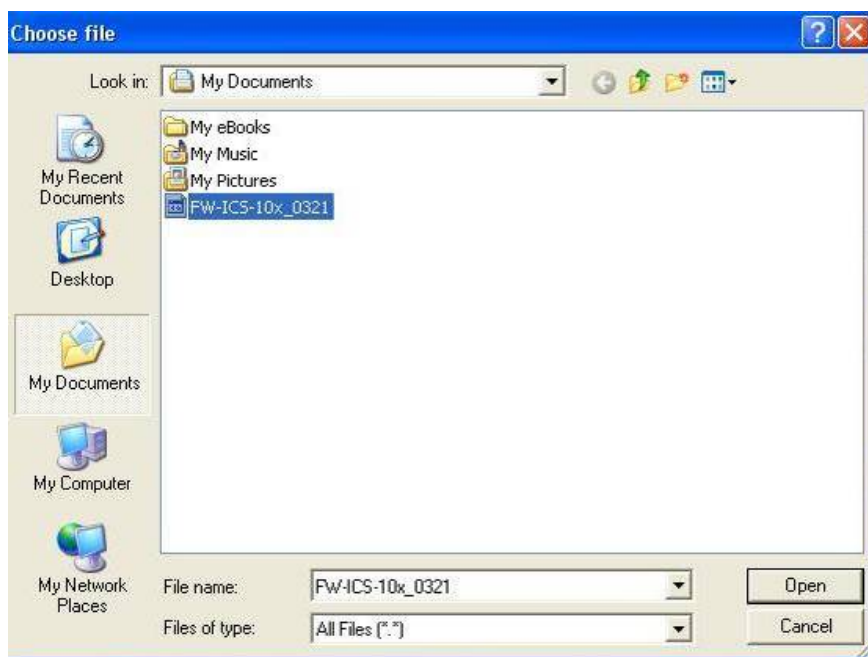 Choose file
Look in:
My Documents
My eBooks
My Music
My Pictures
FW-ICS-10x_0321
My Recent
Documents
Desktop
My Documents
My Computer
My Network
Places
File name:
FW-ICS-10x_0321
Open
Files of type:
All Files (*.*)
Cancel